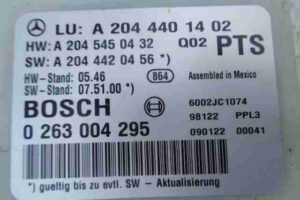 LU: A 204 440 14 02
HW: A 204 545 04 32 Q02 PTS
SW: A 204 442 04 56 *)
HW-Stand: 05.46 864 Assembled in Mexico
SW-Stand: 07.51.00 *)
BOSCH 6002JC1074
0 263 004 295 98122 PPL3
090122 00041
*) gueltig bis zu evtl. SW - Aktualisierung